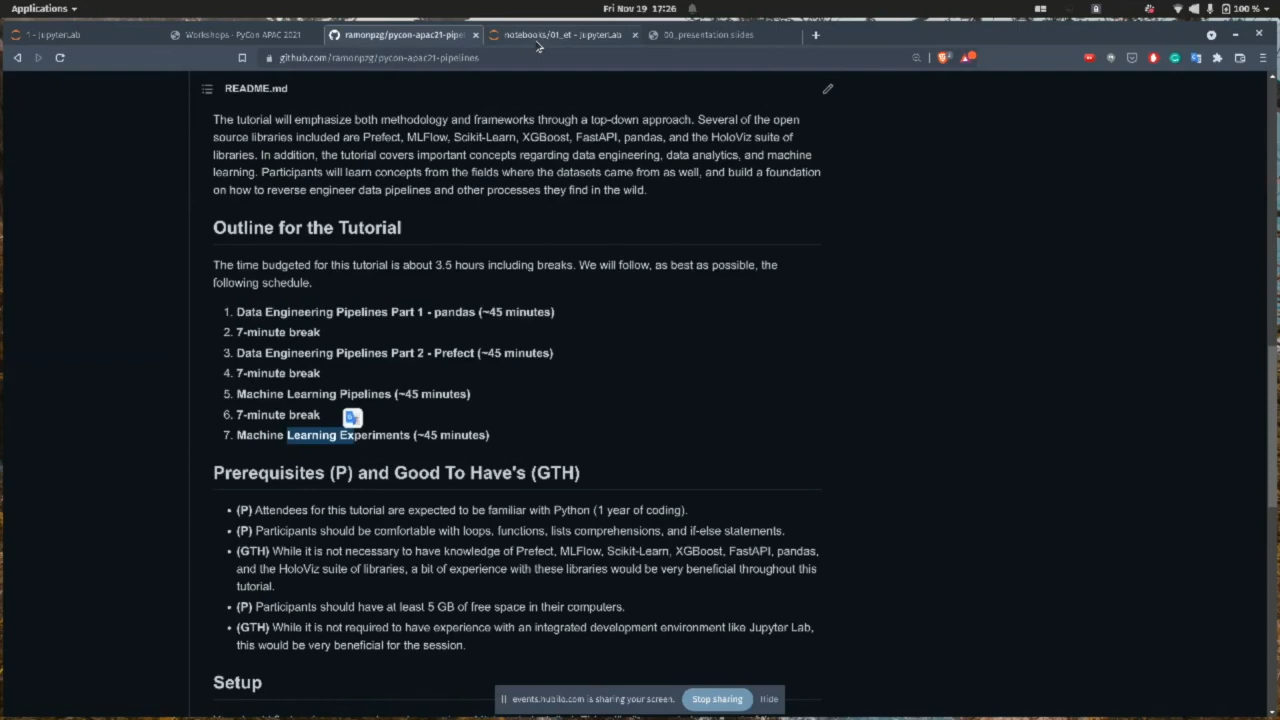 Applications
Fri Nov 19 17:26
100 %
1 - JupyterLab
Workshops - PyCon APAC 2021
ramonpzg/pycon-apac21-pipel
notebooks/01_et - JupyterLab
00_presentation slides
github.com/ramonpzg/pycon-apac21-pipelines
README.md
The tutorial will emphasize both methodology and frameworks through a top-down approach. Several of the open
source libraries included are Prefect, MLFlow, Scikit-Learn, XGBoost, FastAPI, pandas, and the HoloViz suite of
libraries. In addition, the tutorial covers important concepts regarding data engineering, data analytics, and machine
learning. Participants will learn concepts from the fields where the datasets came from as well, and build a foundation
on how to reverse engineer data pipelines and other processes they find in the wild.
Outline for the Tutorial
The time budgeted for this tutorial is about 3.5 hours including breaks. We will follow, as best as possible, the
following schedule.
1. Data Engineering Pipelines Part 1 - pandas (~45 minutes)
2. 7-minute break
3. Data Engineering Pipelines Part 2 - Prefect (~45 minutes)
4. 7-minute break
5. Machine Learning Pipelines (~45 minutes)
6. 7-minute break
7. Machine Learning Experiments (~45 minutes)
Prerequisites (P) and Good To Have's (GTH)
• (P) Attendees for this tutorial are expected to be familiar with Python (1 year of coding).
• (P) Participants should be comfortable with loops, functions, lists comprehensions, and if-else statements.
• (GTH) While it is not necessary to have knowledge of Prefect, MLFlow, Scikit-Learn, XGBoost, FastAPI, pandas,
and the HoloViz suite of libraries, a bit of experience with these libraries would be very beneficial throughout this
tutorial.
• (P) Participants should have at least 5 GB of free space in their computers.
• (GTH) While it is not required to have experience with an integrated development environment like Jupyter Lab,
this would be very beneficial for the session.
Setup
events.hubilo.com is sharing your screen.
Stop sharing
Hide